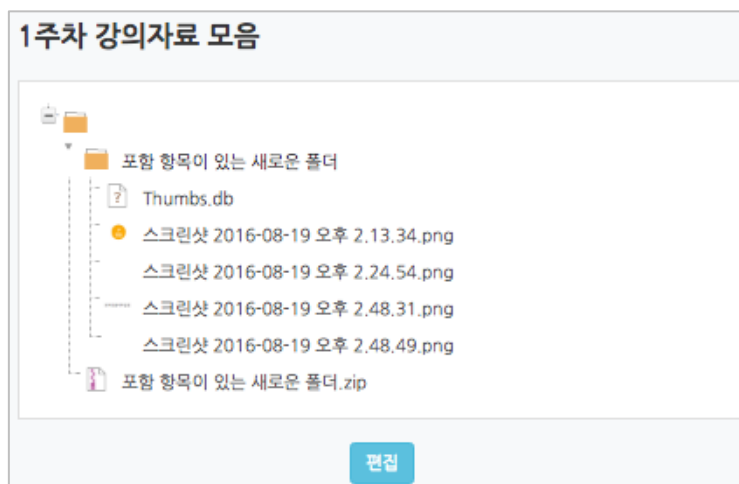 1주차 강의자료 모음
포함 항목이 있는 새로운 폴더
Thumbs.db
스크린샷 2016-08-19 오후 2.13.34.png
스크린샷 2016-08-19 오후 2.24.54.png
스크린샷 2016-08-19 오후 2.48.31.png
스크린샷 2016-08-19 오후 2.48.49.png
포함 항목이 있는 새로운 폴더.zip
편집